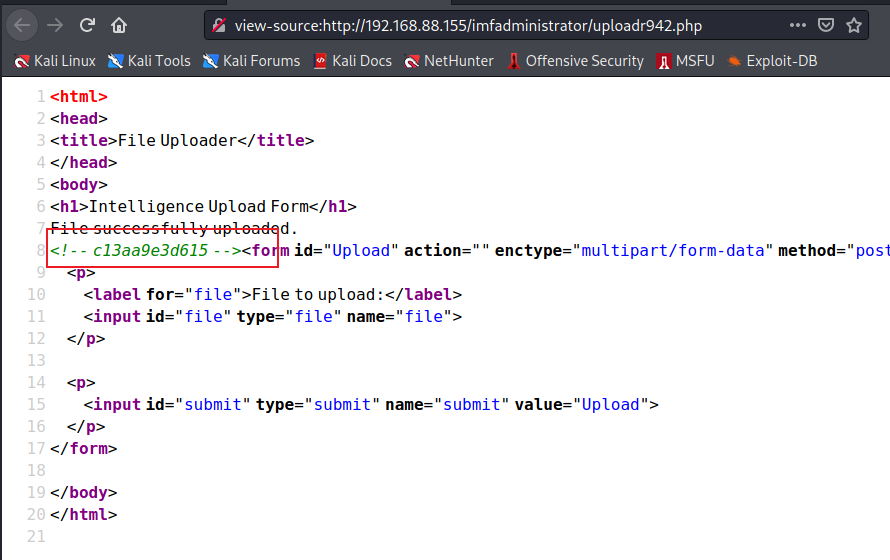 view-source:http://192.168.88.155/imfadministrator/uploadr942.php
Kali Linux Kali Tools Kali Forums Kali Docs NetHunter Offensive Security MSFU Exploit-DB
1 <html>
2 <head>
3 <title>File Uploader</title>
4 </head>
5 <body>
6 <h1>Intelligence Upload Form</h1>
7 File successfully uploaded.
8 <!-- c13aa9e3d615 --><form id="Upload" action="" enctype="multipart/form-data" method="post
9 <p>
10 <label for="file">File to upload:</label>
11 <input id="file" type="file" name="file">
12 </p>
13
14 <p>
15 <input id="submit" type="submit" name="submit" value="Upload">
16 </p>
17 </form>
18
19 </body>
20 </html>
21